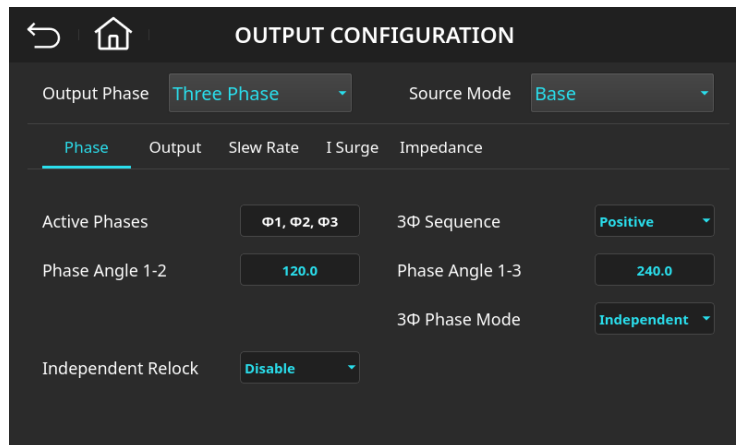 OUTPUT CONFIGURATION
Output Phase Three Phase Source Mode Base
Phase Output Slew Rate I Surge Impedance
Active Phases Φ1, Φ2, Φ3 3Φ Sequence Positive
Phase Angle 1-2 120.0 Phase Angle 1-3 240.0
3Φ Phase Mode Independent
Independent Relock Disable